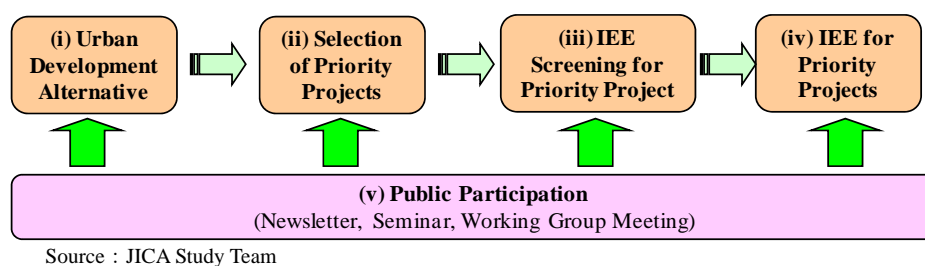 (i) Urban
Development
Alternative
(ii) Selection
of Priority
Projects
(iii) IEE
Screening for
Priority Project
(iv) IEE for
Priority
Projects
(v) Public Participation
(Newsletter, Seminar, Working Group Meeting)
Source : JICA Study Team